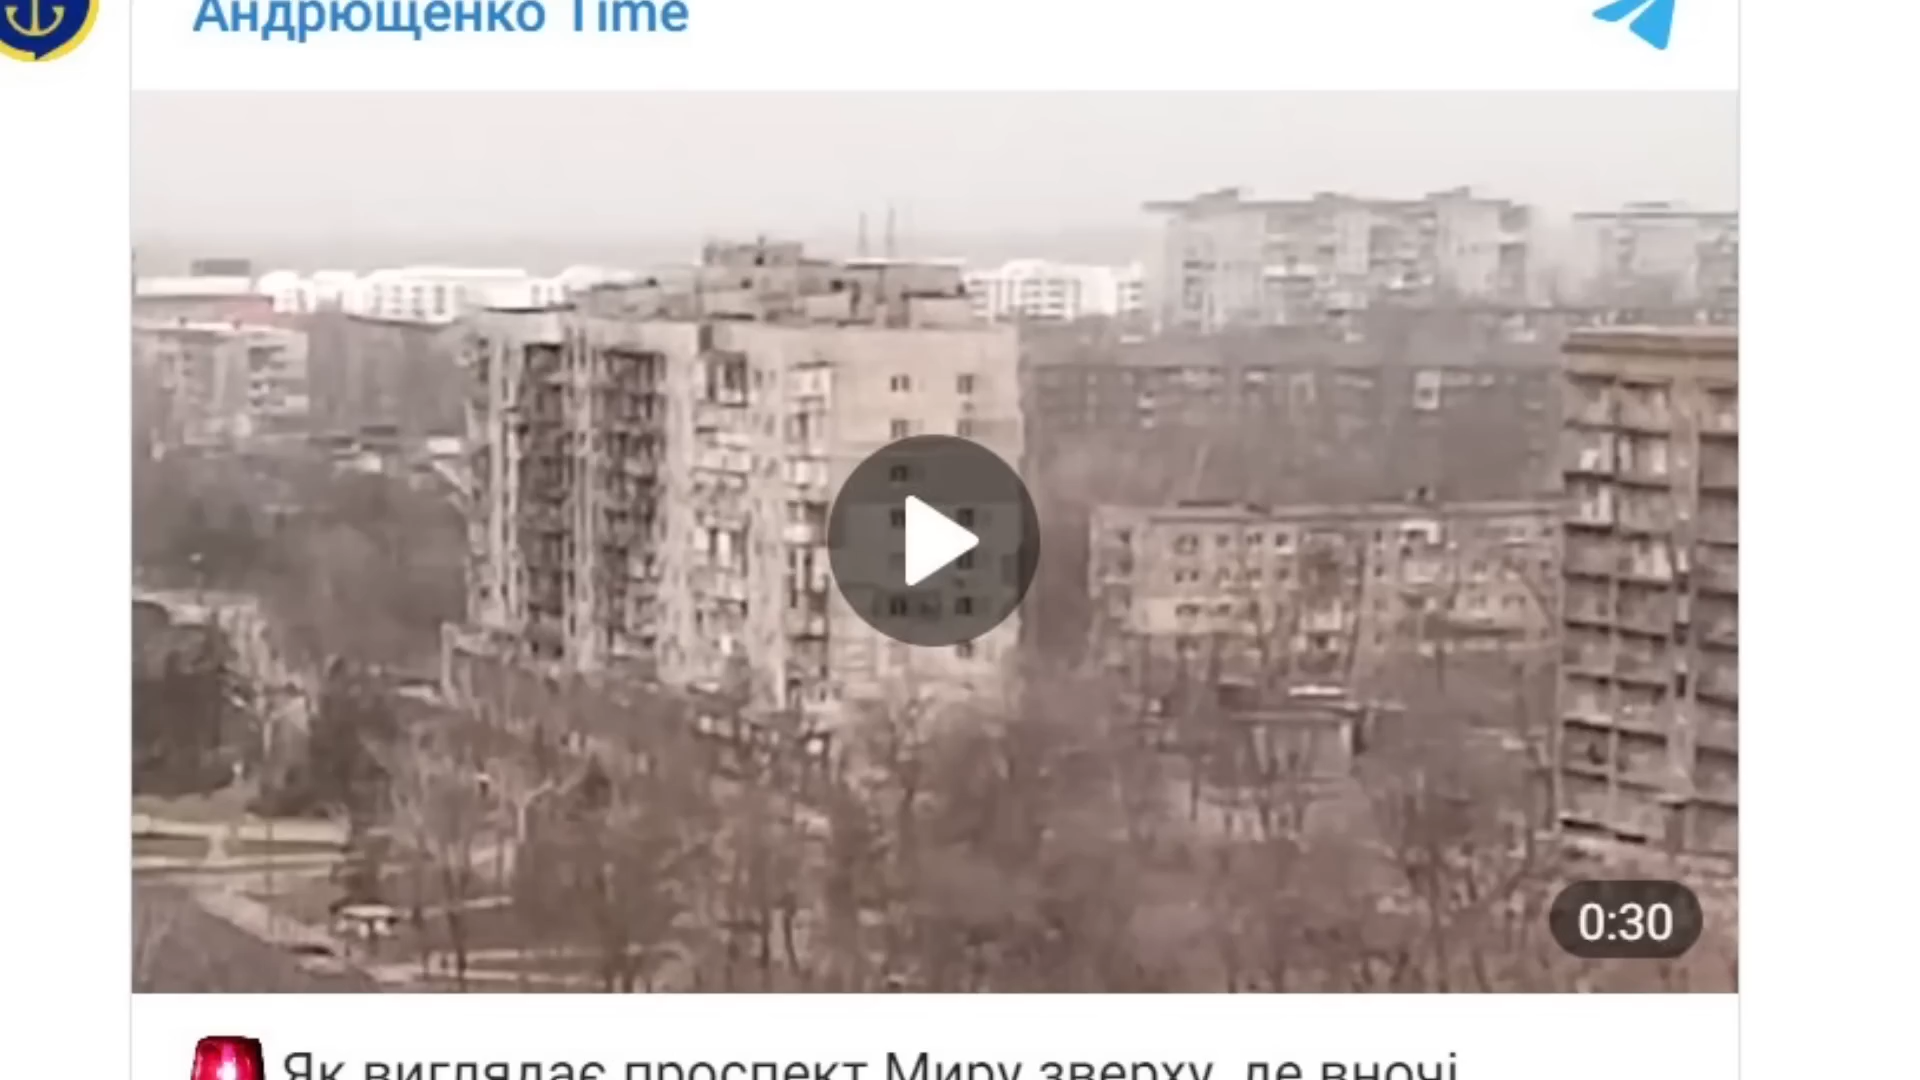 Андрющенко Time
0:30
Як виглядає проспект Миру зверху, де вночі